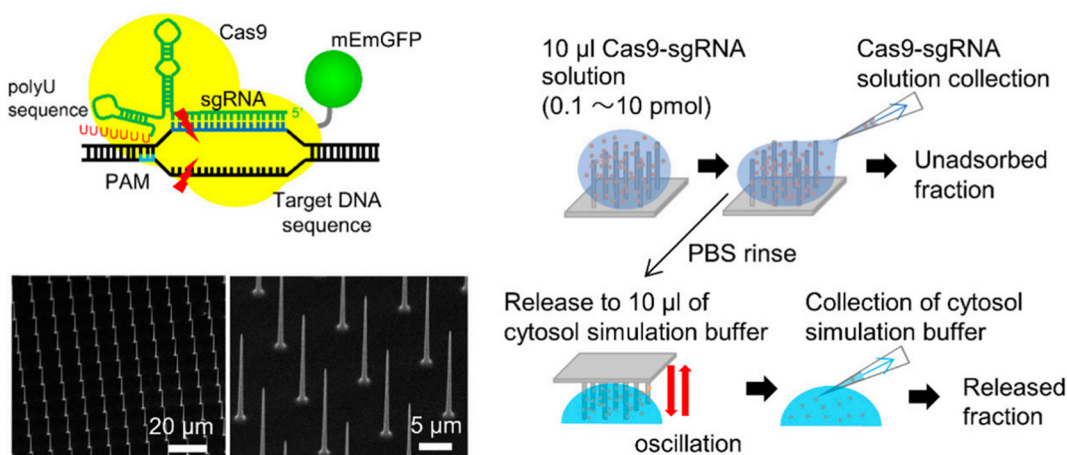 Cas9
mEmGFP
polyU
sequence
sgRNA
5'
UUUUUUU
PAM
Target DNA
sequence
20 μm
5 μm
10 μl Cas9-sgRNA
solution
(0.1 ～10 pmol)
Cas9-sgRNA
solution collection
Unadsorbed
fraction
PBS rinse
Release to 10 μl of
cytosol simulation buffer
Collection of cytosol
simulation buffer
oscillation
Released
fraction